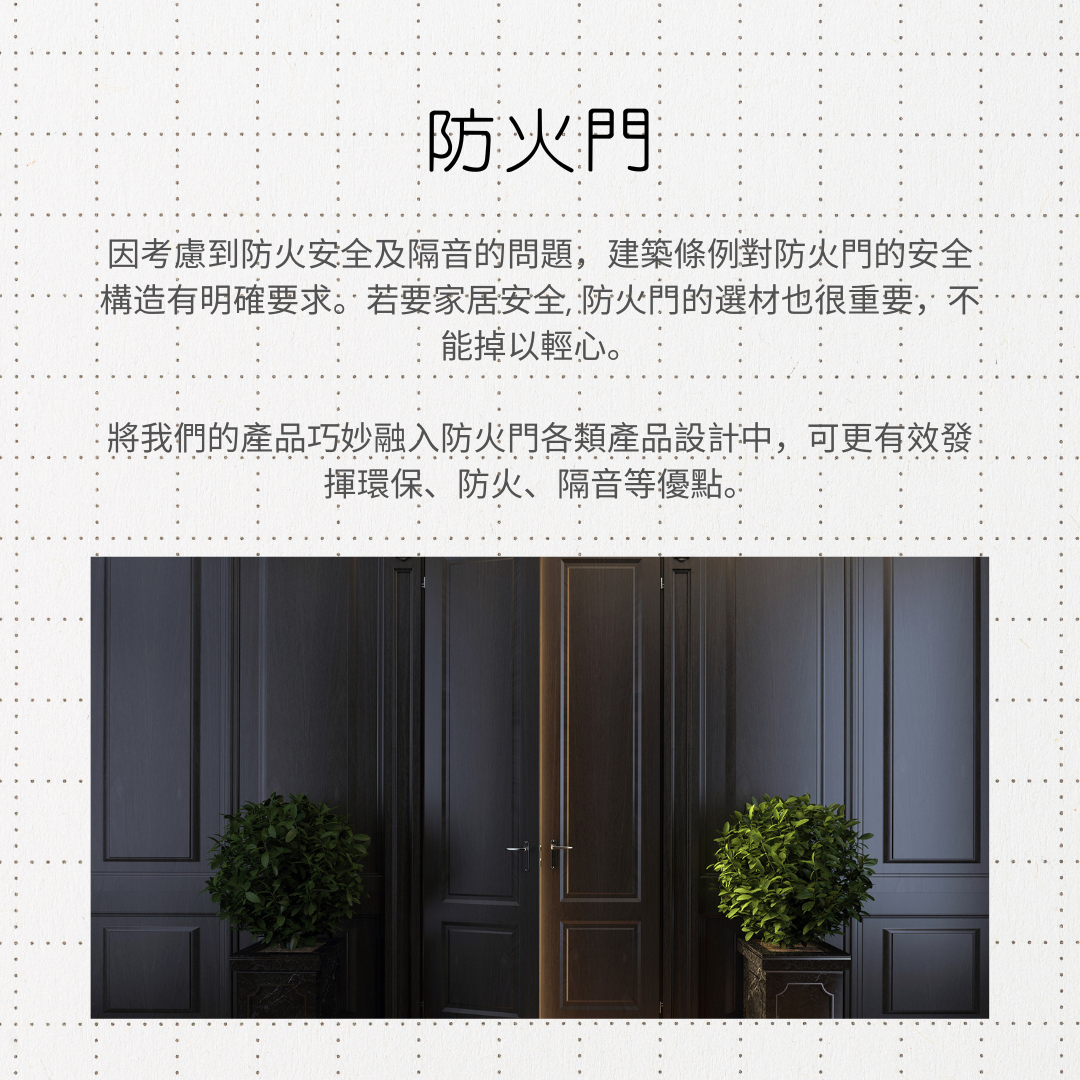 防火門
因考慮到防火安全及隔音的問題，建築條例對防火門的安全
構造有明確要求。若要家居安全, 防火門的選材也很重要，不
能掉以輕心。
將我們的產品巧妙融入防火門各類產品設計中，可更有效發
揮環保、防火、隔音等優點。